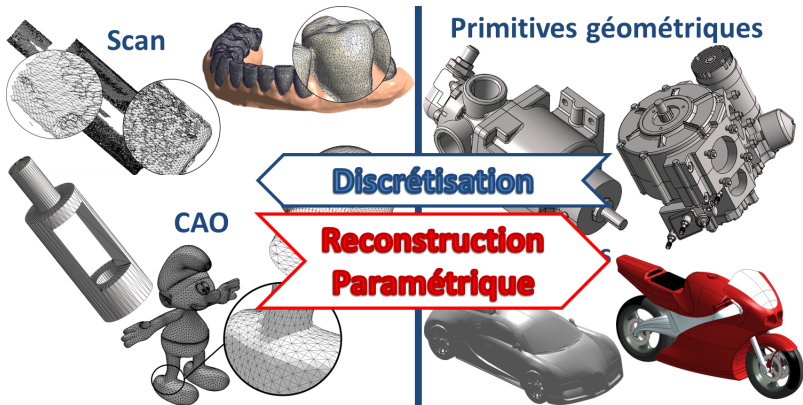 Scan
Primitives géométriques
Discrétisation
CAO
Reconstruction
Paramétrique